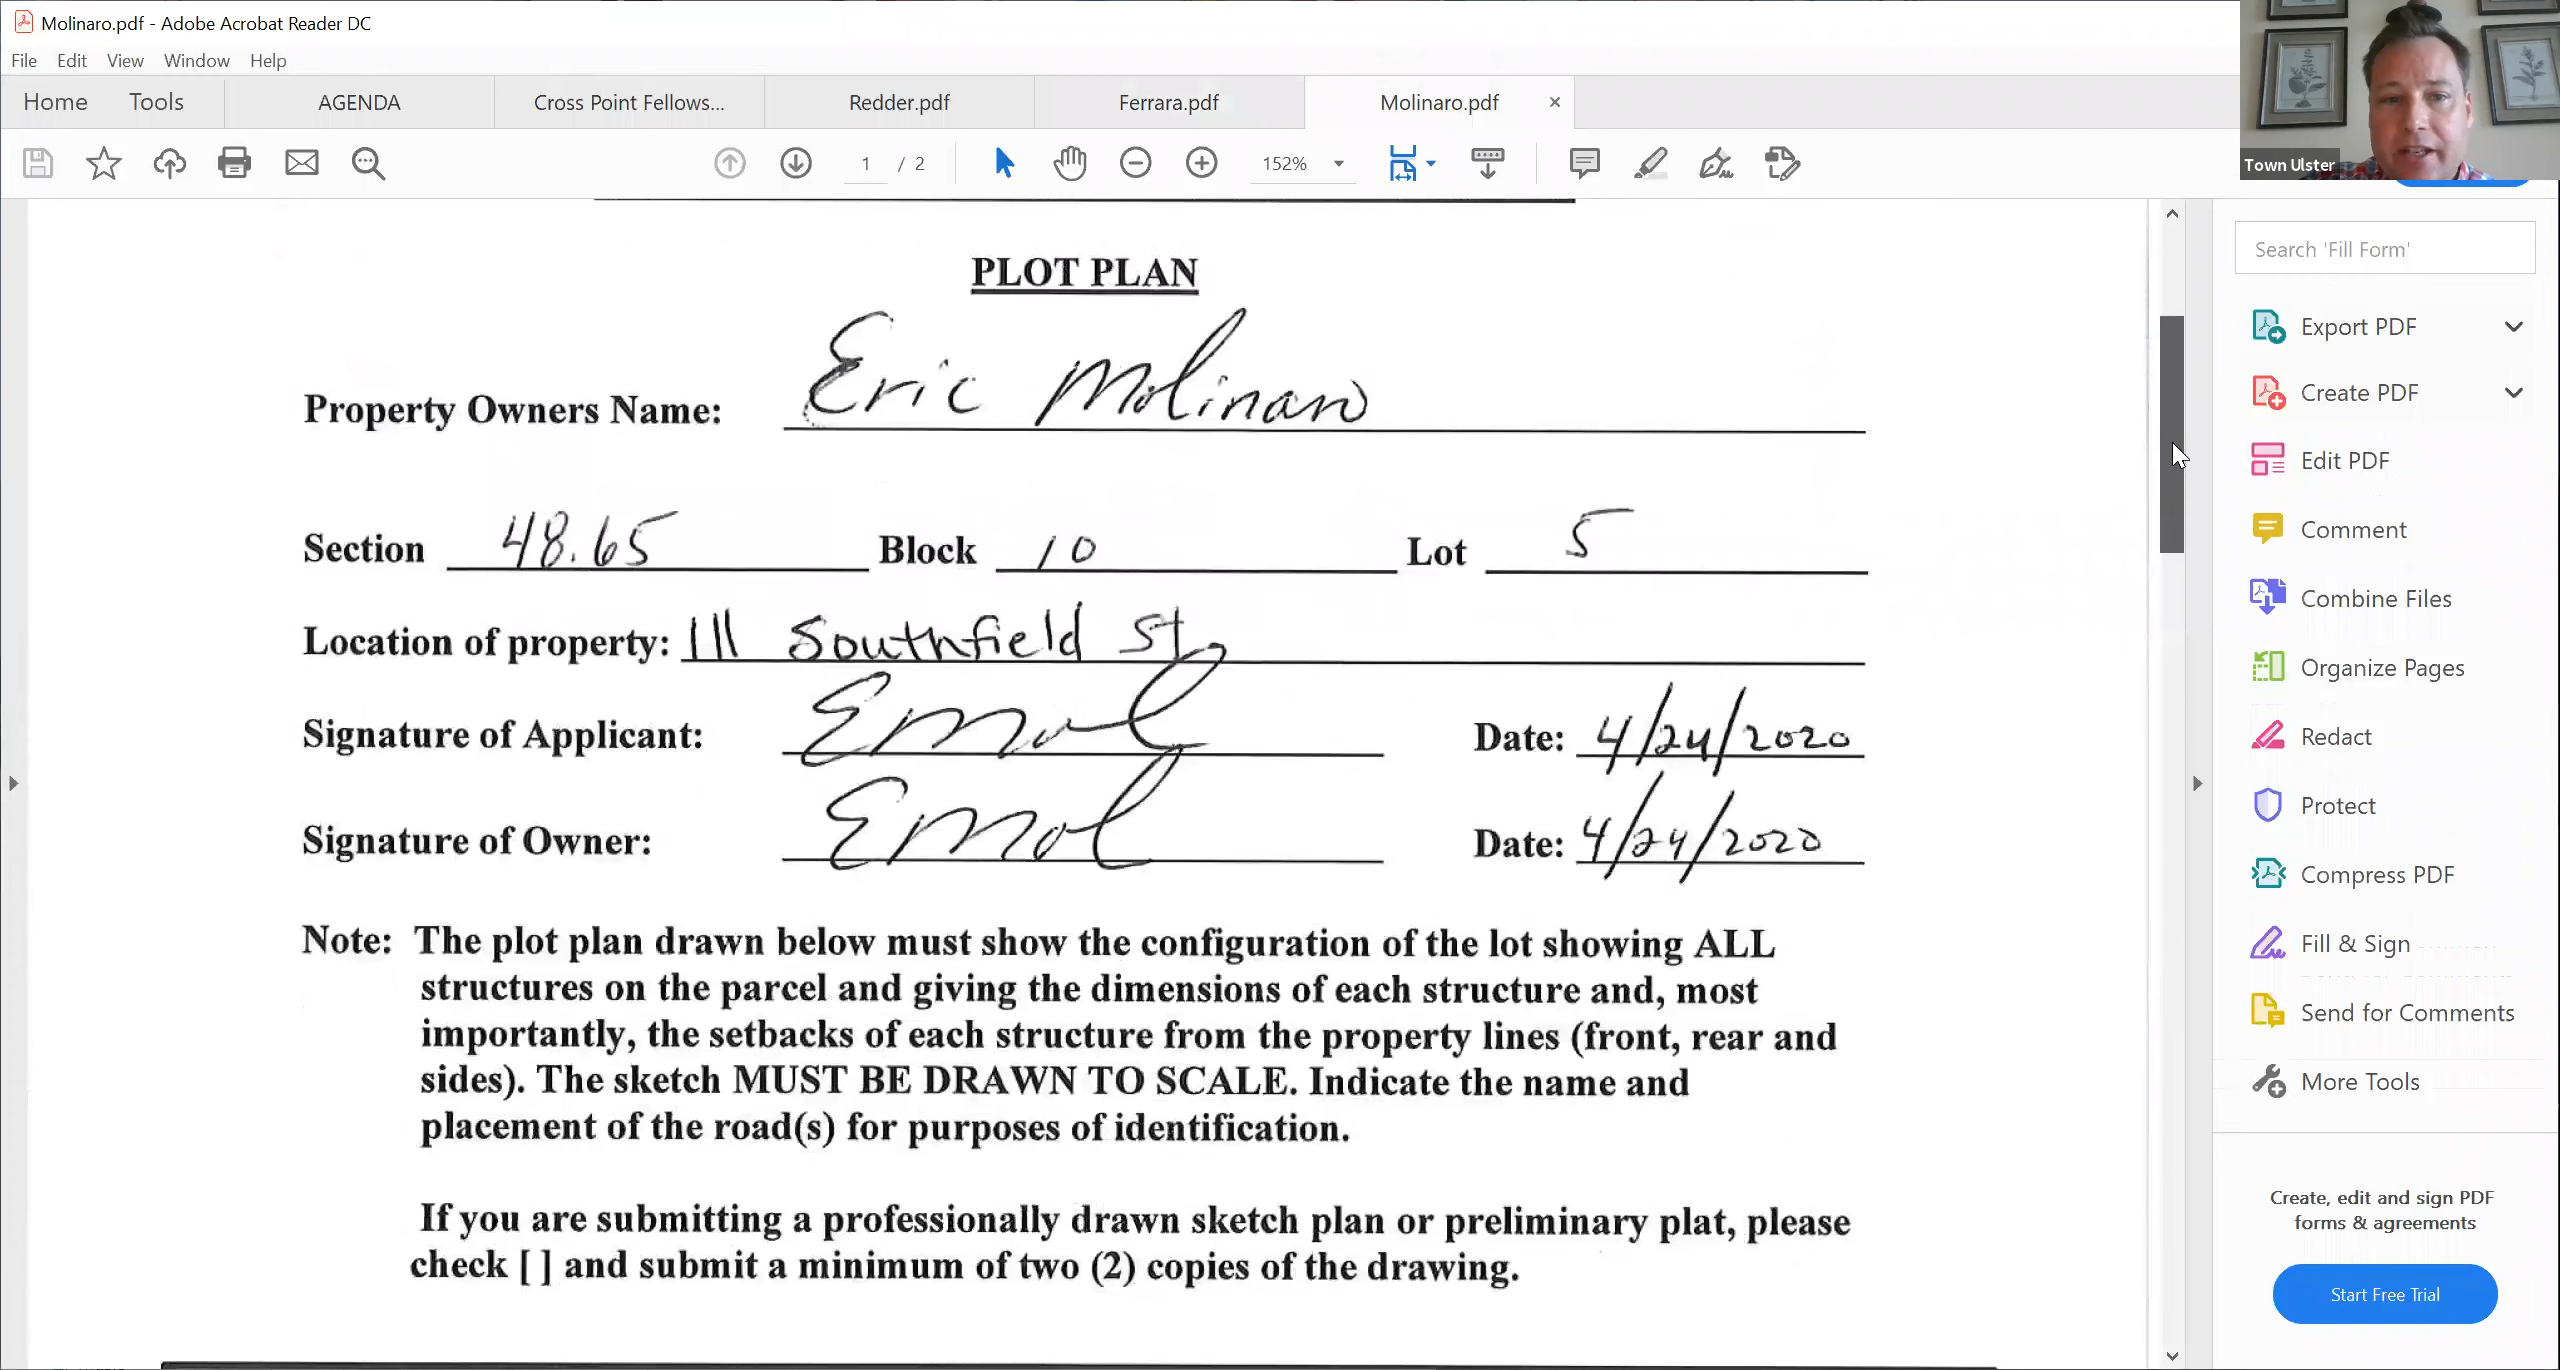 Molinaro.pdf - Adobe Acrobat Reader DC
File Edit View Window Help
Home Tools AGENDA Cross Point Fellows... Redder.pdf Ferrara.pdf Molinaro.pdf ×
1 / 2 152%
Town Ulster
PLOT PLAN
Property Owners Name: Eric Molinaro
Section 48.65 Block 10 Lot 5
Location of property: 111 Southfield St.
Signature of Applicant: EMol Date: 4/24/2020
Signature of Owner: EMol Date: 4/24/2020
Note: The plot plan drawn below must show the configuration of the lot showing ALL
structures on the parcel and giving the dimensions of each structure and, most
importantly, the setbacks of each structure from the property lines (front, rear and
sides). The sketch MUST BE DRAWN TO SCALE. Indicate the name and
placement of the road(s) for purposes of identification.
If you are submitting a professionally drawn sketch plan or preliminary plat, please
check [ ] and submit a minimum of two (2) copies of the drawing.
Search 'Fill Form'
Export PDF
Create PDF
Edit PDF
Comment
Combine Files
Organize Pages
Redact
Protect
Compress PDF
Fill & Sign
Send for Comments
More Tools
Create, edit and sign PDF
forms & agreements
Start Free Trial